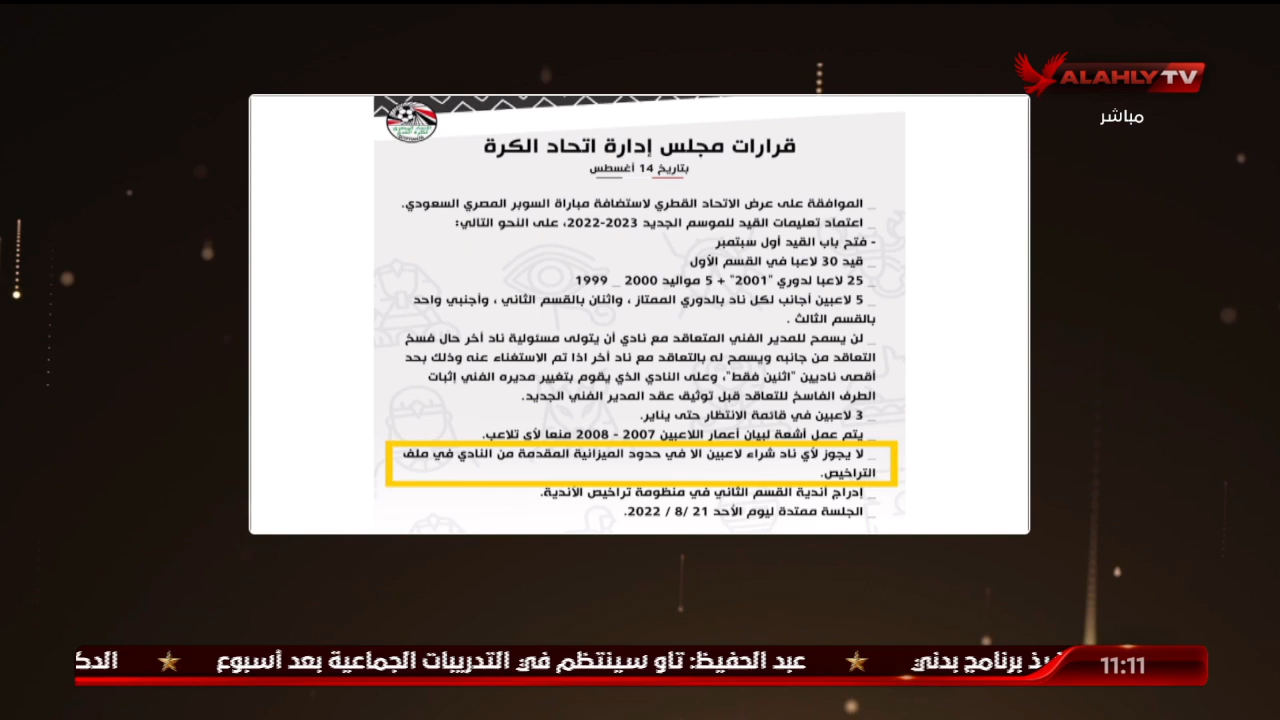 ALAHLY TV
مباشر
قرارات مجلس إدارة اتحاد الكرة
بتاريخ 14 أغسطس
_ الموافقة على عرض الاتحاد القطري لاستضافة مباراة السوبر المصري السعودي.
_ اعتماد تعليمات القيد للموسم الجديد 2023-2022، على النحو التالي:
- فتح باب القيد أول سبتمبر
_ قيد 30 لاعبا في القسم الأول
_ 25 لاعبا لدوري "2001" + 5 مواليد 2000 _ 1999
_ 5 لاعبين أجانب لكل ناد بالدوري الممتاز ، واثنان بالقسم الثاني ، وأجنبي واحد
بالقسم الثالث .
_ لن يسمح للمدير الفني المتعاقد مع نادي أن يتولى مسئولية ناد أخر حال فسخ
التعاقد من جانبه ويسمح له بالتعاقد مع ناد أخر اذا تم الاستغناء عنه وذلك بحد
أقصى ناديين "اثنين فقط"، وعلى النادي الذي يقوم بتغيير مديره الفني إثبات
الطرف الفاسخ للتعاقد قبل توثيق عقد المدير الفني الجديد.
_ 3 لاعبين في قائمة الانتظار حتى يناير.
_ يتم عمل أشعة لبيان أعمار اللاعبين 2007 - 2008 منعا لأي تلاعب.
_ لا يجوز لأي ناد شراء لاعبين الا في حدود الميزانية المقدمة من النادي في ملف
التراخيص.
_ إدراج أندية القسم الثاني في منظومة تراخيص الأندية.
_ الجلسة ممتدة ليوم الأحد 21 /8 / 2022.
برنامج بدني ★ عبد الحفيظ: تاو سينتظم في التدريبات الجماعية بعد أسبوع ★
11:11